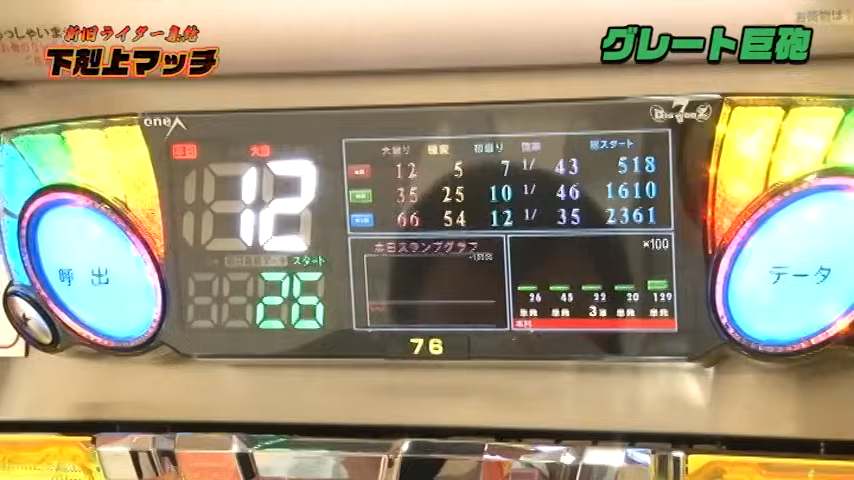 新旧ライダー集結
下剋上マッチ
グレート巨砲
oneA
大当り 確変 初当り 確率 総スタート
12 5 7 1/ 43 518
35 25 10 1/ 46 1610
66 54 12 1/ 35 2361
大当
12
スタート
26
本日スランプグラフ
×100
26 45 22 20 129
単発 単発 3連 単発 単発
呼出
データ
76